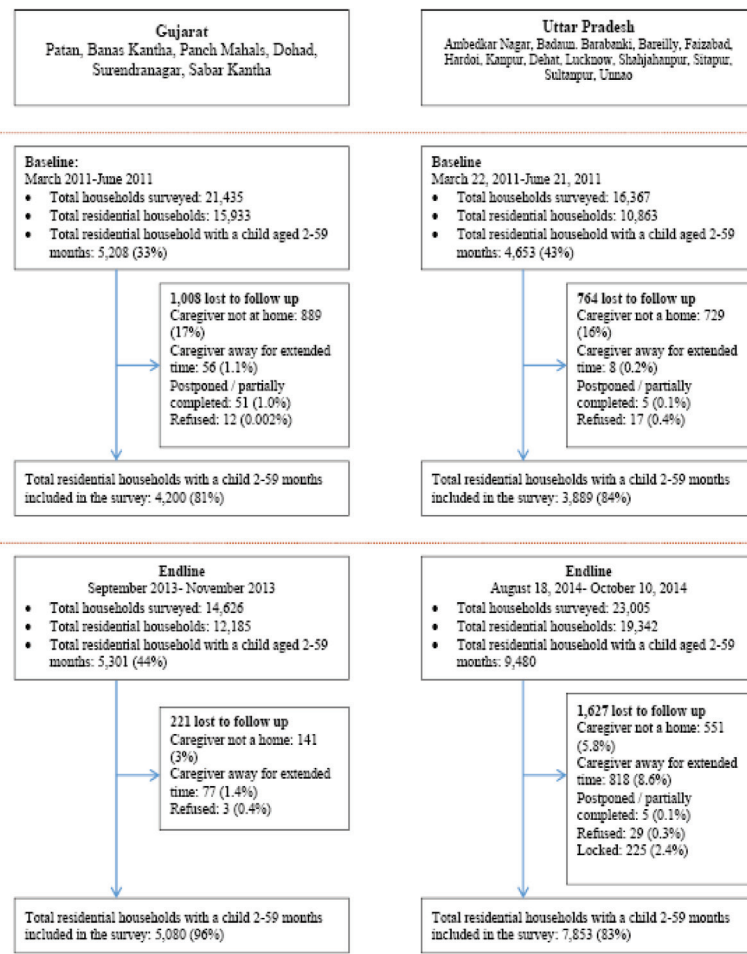 Gujarat
Patan, Banas Kantha, Panch Mahals, Dohad,
Surendranagar, Sabar Kantha
Uttar Pradesh
Ambedkar Nagar, Badaun. Barabanki, Bareilly, Faizabad,
Hardoi, Kanpur, Dehat, Lucknow, Shahjahanpur, Sitapur,
Sultanpur, Unnao
Baseline:
March 2011-June 2011
• Total households surveyed: 21,435
• Total residential households: 15,933
• Total residential household with a child aged 2-59
months: 5,208 (33%)
Baseline
March 22, 2011-June 21, 2011
• Total households surveyed: 16,367
• Total residential households: 10,863
• Total residential household with a child aged 2-59
months: 4,653 (43%)
1,008 lost to follow up
Caregiver not at home: 889
(17%)
Caregiver away for extended
time: 56 (1.1%)
Postponed / partially
completed: 51 (1.0%)
Refused: 12 (0.002%)
764 lost to follow up
Caregiver not a home: 729
(16%)
Caregiver away for extended
time: 8 (0.2%)
Postponed / partially
completed: 5 (0.1%)
Refused: 17 (0.4%)
Total residential households with a child 2-59 months
included in the survey: 4,200 (81%)
Total residential households with a child 2-59 months
included in the survey: 3,889 (84%)
Endline
September 2013- November 2013
• Total households surveyed: 14,626
• Total residential households: 12,185
• Total residential household with a child aged 2-59
months: 5,301 (44%)
Endline
August 18, 2014- October 10, 2014
• Total households surveyed: 23,005
• Total residential households: 19,342
• Total residential household with a child aged 2-59
months: 9,480
221 lost to follow up
Caregiver not a home: 141
(3%)
Caregiver away for extended
time: 77 (1.4%)
Refused: 3 (0.4%)
1,627 lost to follow up
Caregiver not a home: 551
(5.8%)
Caregiver away for extended
time: 818 (8.6%)
Postponed / partially
completed: 5 (0.1%)
Refused: 29 (0.3%)
Locked: 225 (2.4%)
Total residential households with a child 2-59 months
included in the survey: 5,080 (96%)
Total residential households with a child 2-59 months
included in the survey: 7,853 (83%)